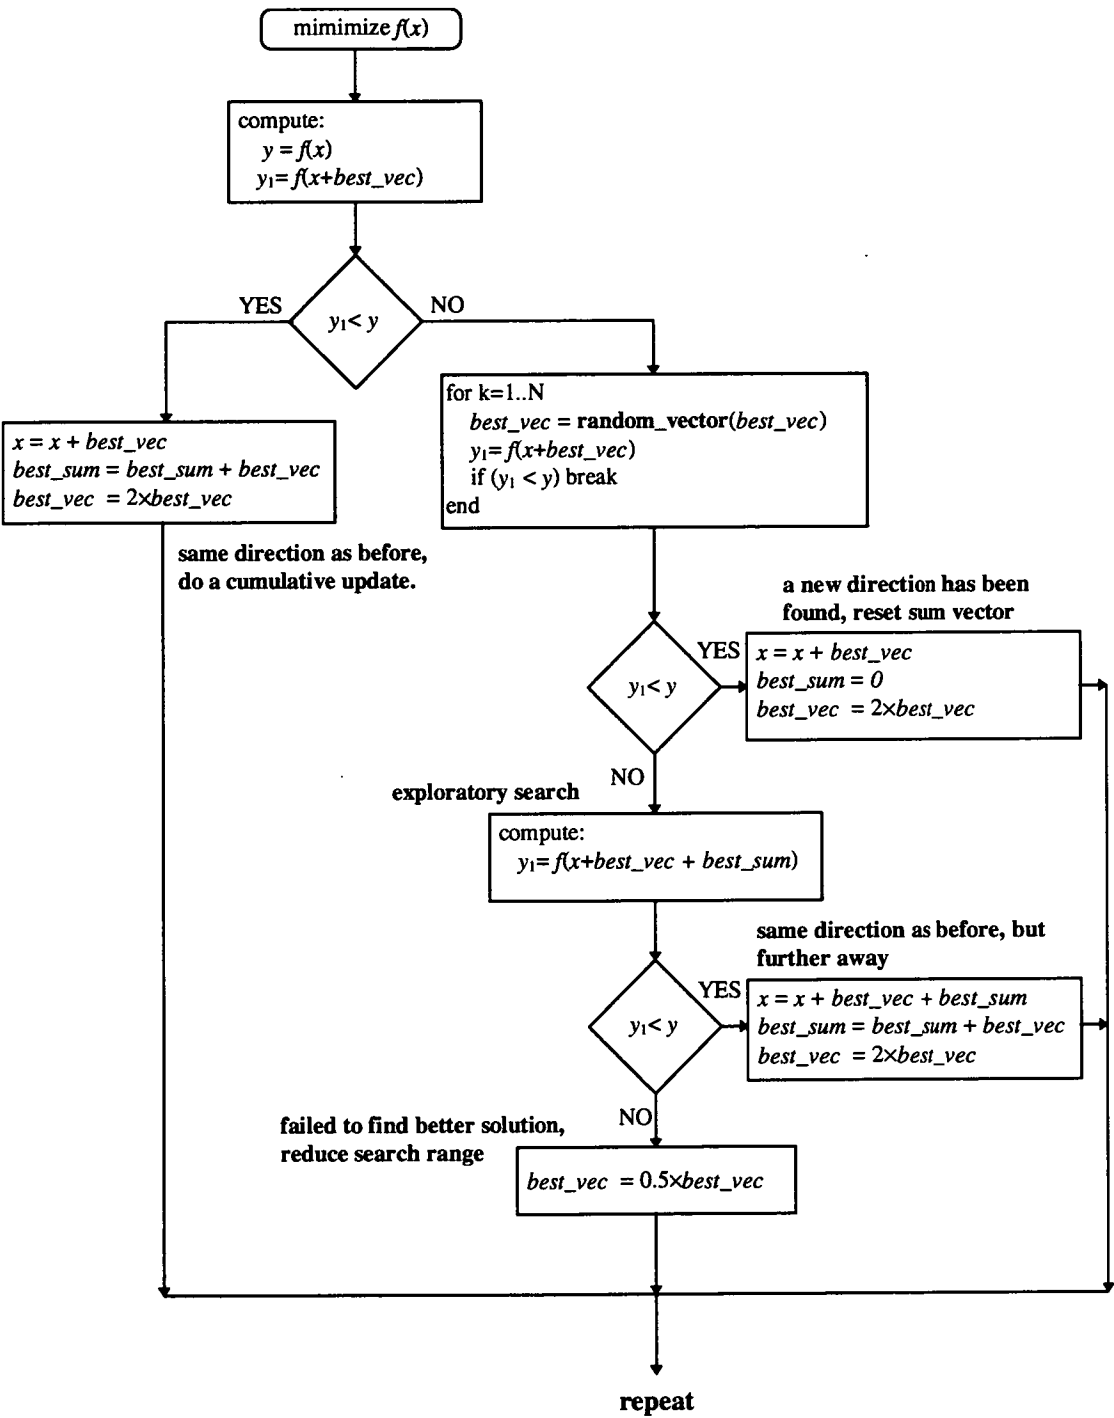 mimimize f(x)
compute:
y = f(x)
y₁= f(x+best_vec)
YES
NO
y₁< y
for k=1..N
best_vec = random_vector(best_vec)
y₁= f(x+best_vec)
if (y₁ < y) break
end
x = x + best_vec
best_sum = best_sum + best_vec
best_vec = 2×best_vec
same direction as before,
do a cumulative update.
a new direction has been
found, reset sum vector
YES
y₁< y
x = x + best_vec
best_sum = 0
best_vec = 2×best_vec
NO
exploratory search
compute:
y₁= f(x+best_vec + best_sum)
same direction as before, but
further away
YES
y₁< y
x = x + best_vec + best_sum
best_sum = best_sum + best_vec
best_vec = 2×best_vec
NO
failed to find better solution,
reduce search range
best_vec = 0.5×best_vec
repeat